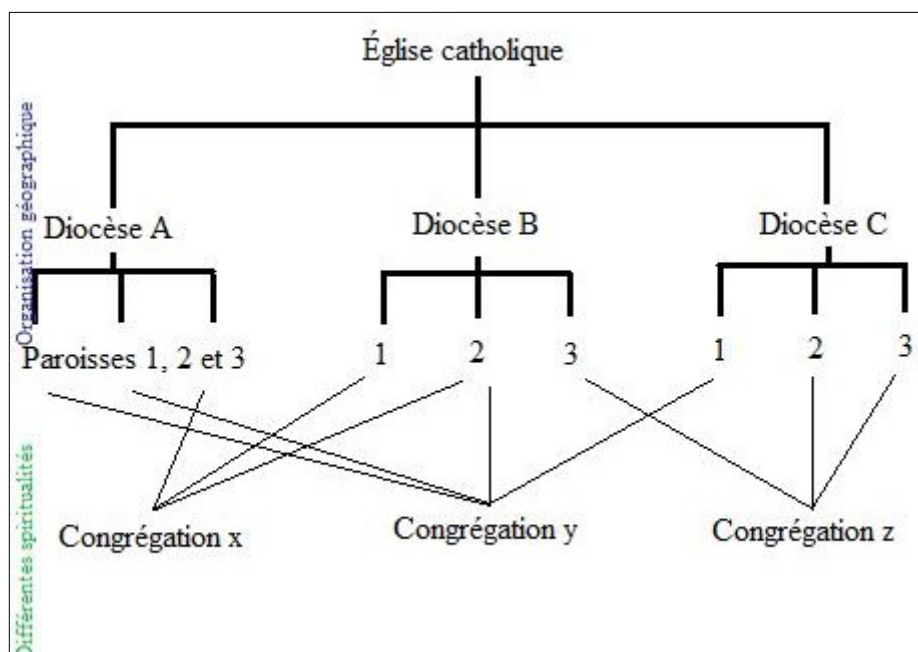 Église catholique
Organisation géographique
Diocèse A
Diocèse B
Diocèse C
Paroisses 1, 2 et 3
1
2
3
1
2
3
Différentes spiritualités
Congrégation x
Congrégation y
Congrégation z